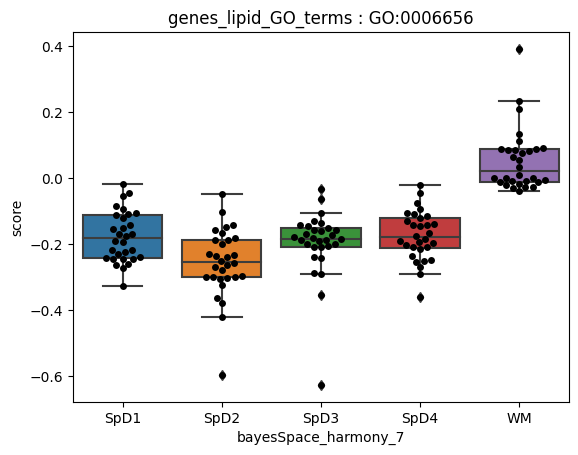 genes_lipid_GO_terms : GO:0006656
0.4
0.2
0.0
−0.2
−0.4
−0.6
score
SpD1 SpD2 SpD3 SpD4 WM
bayesSpace_harmony_7